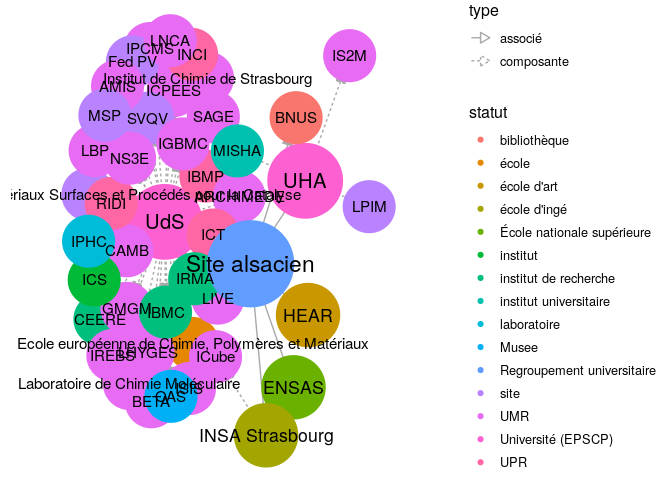 LNCA
IPCMS
INCI
Fed PV
IS2M
Institut de Chimie de Strasbourg
AMIS
ICPEES
MSP
SVQV
SAGE
BNUS
IGBMC
LBP
NS3E
MISHA
IBMP
UHA
ériaux Surfaces et Procédés pour la Catalyse
ARCHIMEDE
RIDI
LPIM
UdS
IPHC
ICT
CAMB
Site alsacien
ICS
IRMA
LIVE
GMGM
IBMC
CEERE
HEAR
Ecole européenne de Chimie, Polymères et Matériaux
IREBS
LHYGES
ICube
Laboratoire de Chimie Moléculaire
ISIS
ENSAS
OAS
BETA
INSA Strasbourg
type
associé
composante
statut
bibliothèque
école
école d'art
école d'ingé
École nationale supérieure
institut
institut de recherche
institut universitaire
laboratoire
Musee
Regroupement universitaire
site
UMR
Université (EPSCP)
UPR